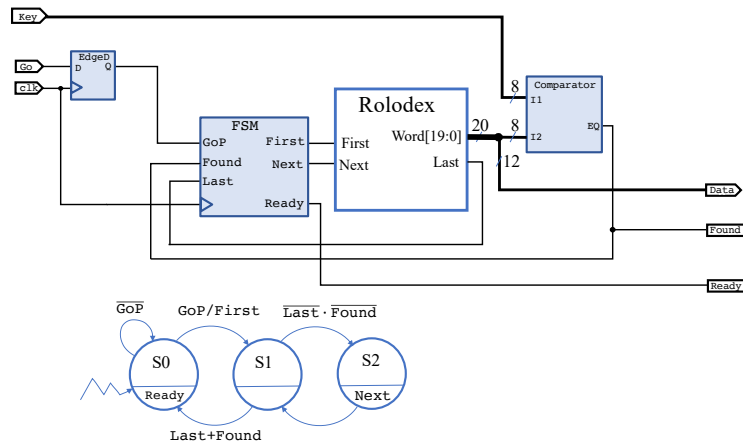 Key
EdgeD
Go
D Q
clk
8
Comparator
I1
EQ
FSM
Rolodex
GoP First
First
Word[19:0]
20
8
I2
Found Next
Next
Last
12
Last
Data
Ready
Found
Ready
GoP
GoP/First
Last · Found
S0
S1
S2
Ready
Next
Last+Found